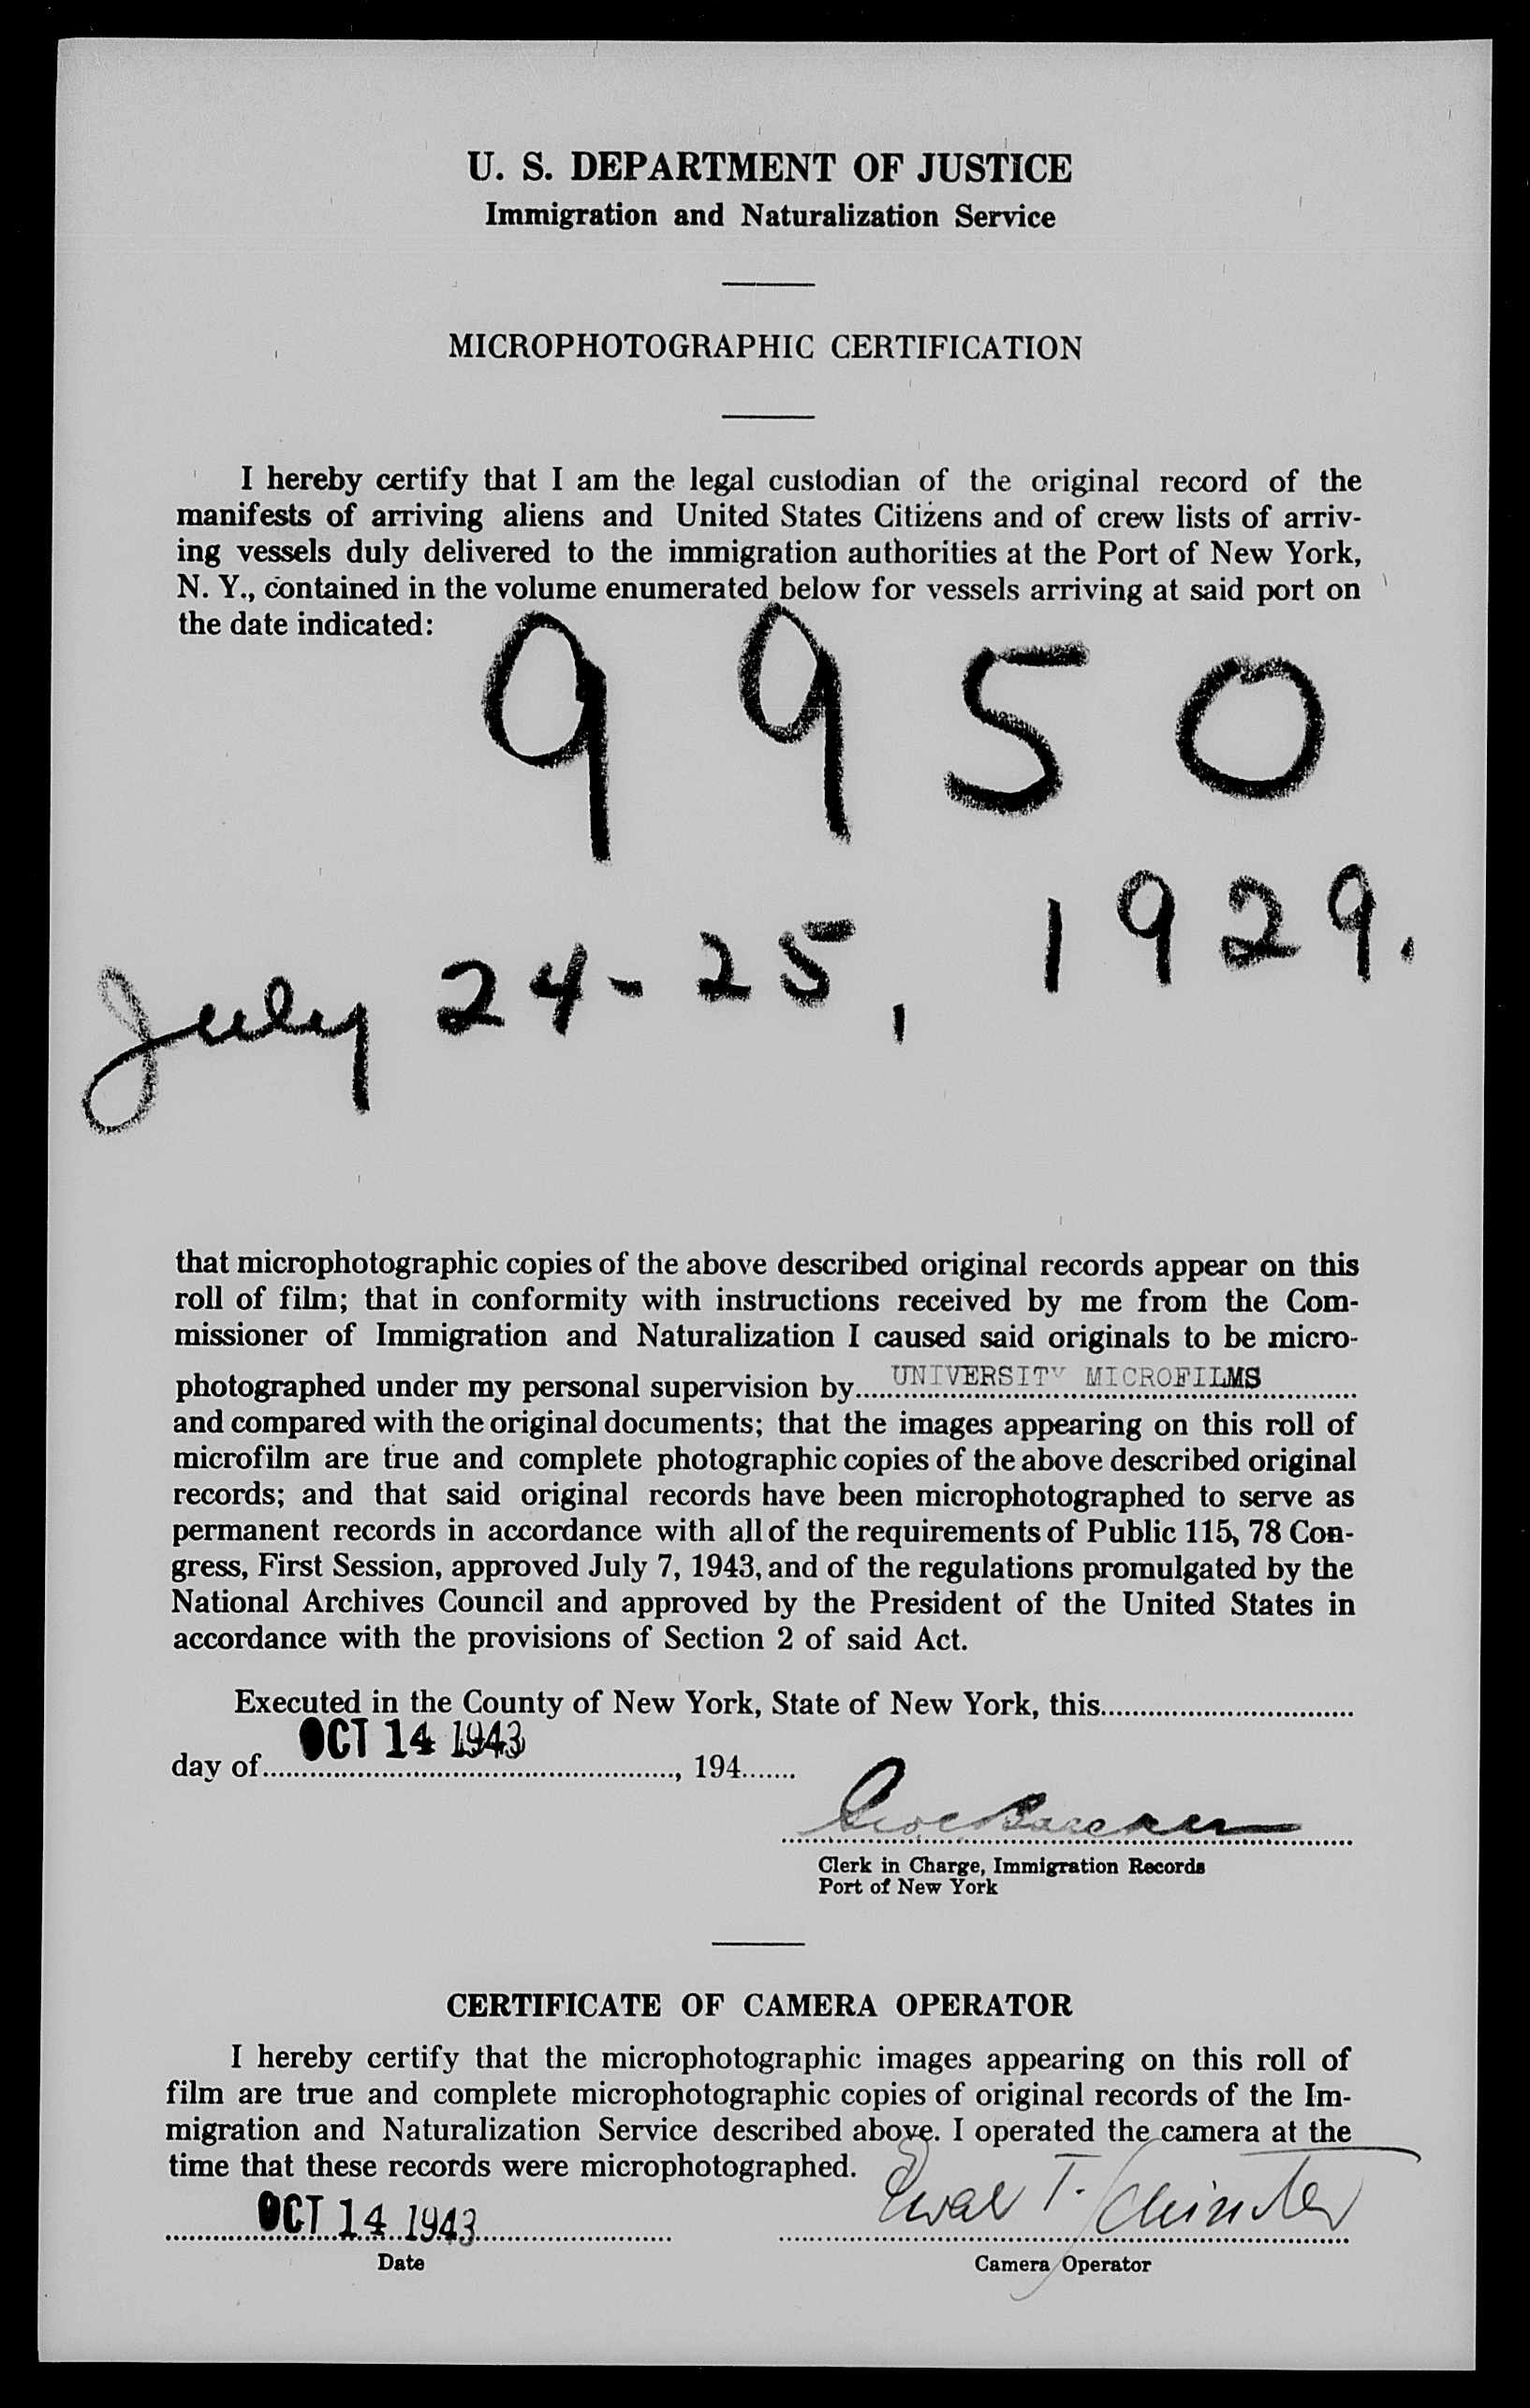 U. S. DEPARTMENT OF JUSTICE
Immigration and Naturalization Service
MICROPHOTOGRAPHIC CERTIFICATION
I hereby certify that I am the legal custodian of the original record of the
manifests of arriving aliens and United States Citizens and of crew lists of arriv-
ing vessels duly delivered to the immigration authorities at the Port of New York,
N. Y., contained in the volume enumerated below for vessels arriving at said port on
the date indicated:
9950
July 24-25, 1929.
that microphotographic copies of the above described original records appear on this
roll of film; that in conformity with instructions received by me from the Com-
missioner of Immigration and Naturalization I caused said originals to be micro-
photographed under my personal supervision by UNIVERSITY MICROFILMS
and compared with the original documents; that the images appearing on this roll of
microfilm are true and complete photographic copies of the above described original
records; and that said original records have been microphotographed to serve as
permanent records in accordance with all of the requirements of Public 115, 78 Con-
gress, First Session, approved July 7, 1943, and of the regulations promulgated by the
National Archives Council and approved by the President of the United States in
accordance with the provisions of Section 2 of said Act.
Executed in the County of New York, State of New York, this
day of OCT 14 1943, 194
Clerk in Charge, Immigration Records
Port of New York
CERTIFICATE OF CAMERA OPERATOR
I hereby certify that the microphotographic images appearing on this roll of
film are true and complete microphotographic copies of original records of the Im-
migration and Naturalization Service described above. I operated the camera at the
time that these records were microphotographed.
OCT 14 1943 T.
Date
Camera Operator